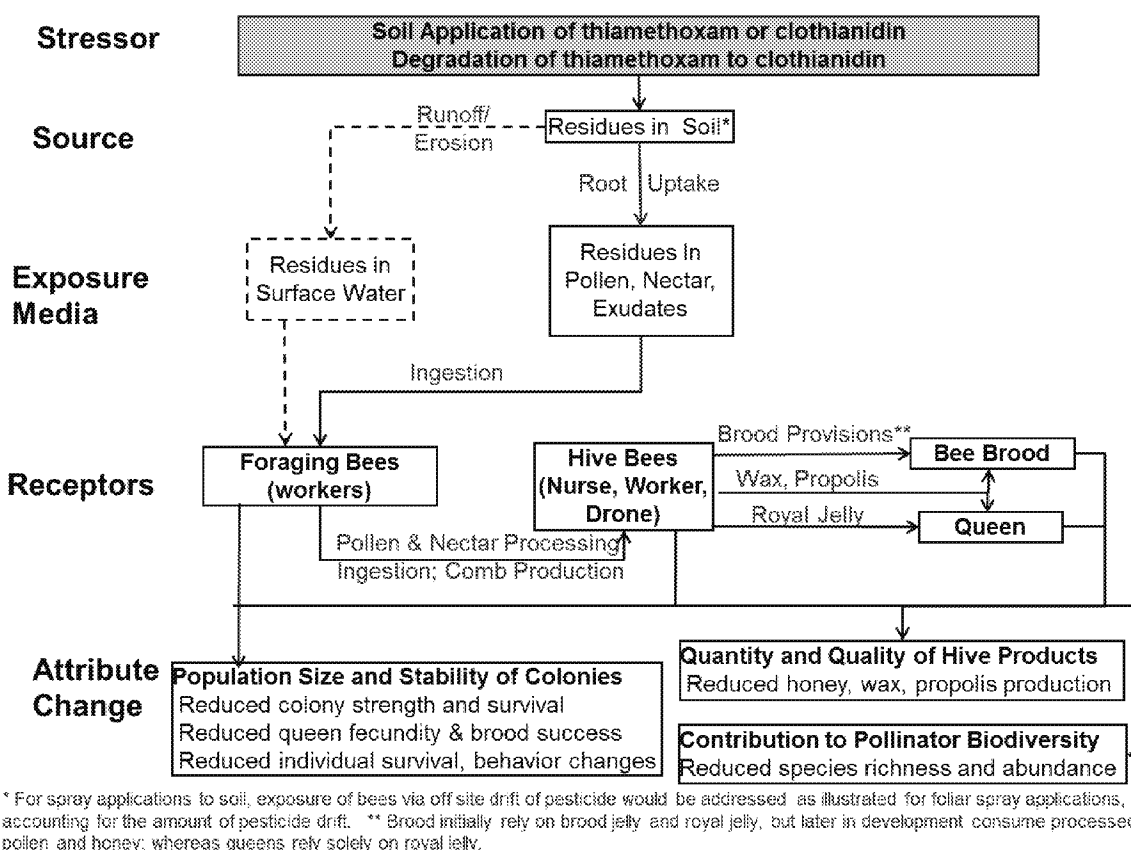 Stressor
Soil Application of thiamethoxam or clothianidin
Degradation of thiamethoxam to clothianidin
Source
Runoff/
Erosion
Residues in Soil*
Root Uptake
Exposure
Media
Residues in
Surface Water
Residues In
Pollen, Nectar,
Exudates
Ingestion
Receptors
Foraging Bees
(workers)
Hive Bees
(Nurse, Worker,
Drone)
Brood Provisions**
Bee Brood
Wax, Propolis
Royal Jelly
Queen
Pollen & Nectar Processing
Ingestion; Comb Production
Attribute
Change
Population Size and Stability of Colonies
Reduced colony strength and survival
Reduced queen fecundity & brood success
Reduced individual survival, behavior changes
Quantity and Quality of Hive Products
Reduced honey, wax, propolis production
Contribution to Pollinator Biodiversity
Reduced species richness and abundance
* For spray applications to soil, exposure of bees via off site drift of pesticide would be addressed as illustrated for foliar spray applications,
accounting for the amount of pesticide drift. ** Brood initially rely on brood jelly and royal jelly, but later in development consume processed
pollen and honey; whereas queens rely solely on royal jelly.